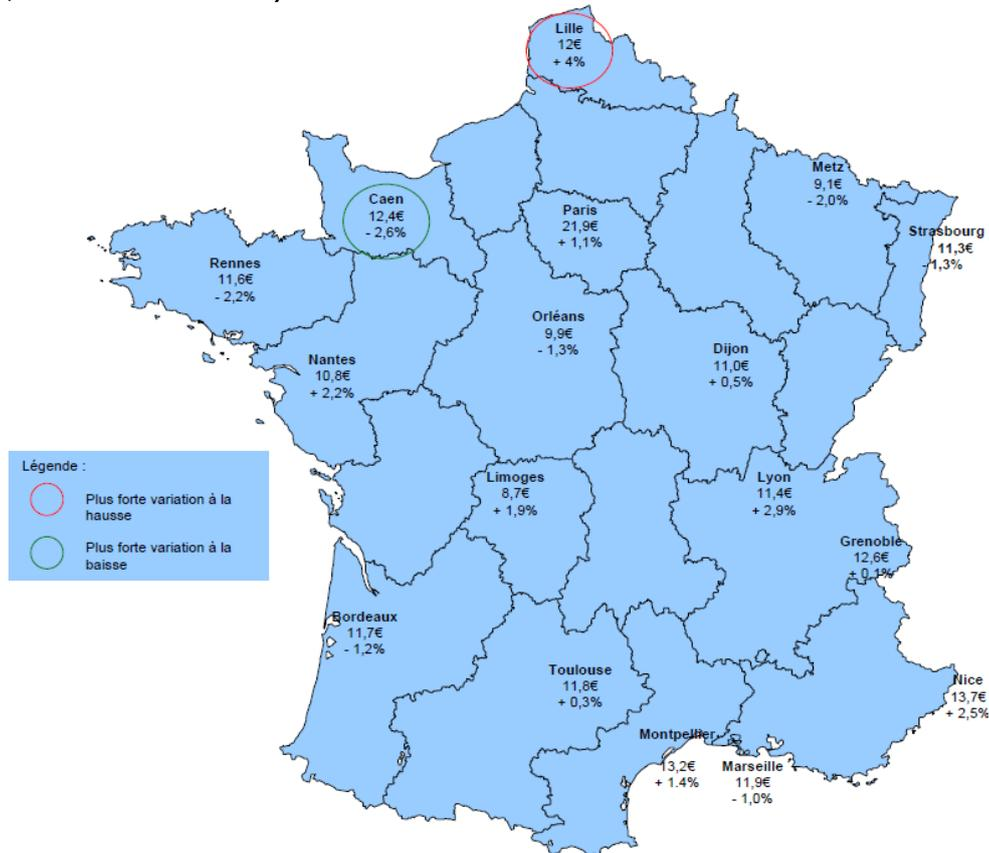 Lille
12€
+ 4%
Metz
9,1€
- 2,0%
Caen
12,4€
- 2,6%
Paris
21,9€
+ 1,1%
Strasbourg
11,3€
1,3%
Rennes
11,6€
- 2,2%
Orléans
9,9€
- 1,3%
Dijon
11,0€
+ 0,5%
Nantes
10,8€
+ 2,2%
Légende :
Plus forte variation à la
hausse
Plus forte variation à la
baisse
Limoges
8,7€
+ 1,9%
Lyon
11,4€
+ 2,9%
Grenoble
12,6€
+ 0,1%
Bordeaux
11,7€
- 1,2%
Toulouse
11,8€
+ 0,3%
Nice
13,7€
+ 2,5%
Montpellier
13,2€
+ 1.4%
Marseille
11,9€
- 1,0%